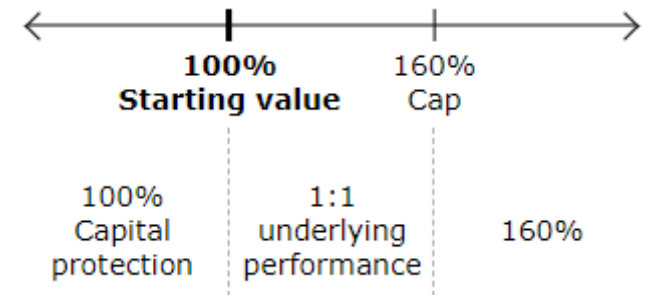 100%
Starting value
160%
Cap
100%
Capital
protection
1:1
underlying
performance
160%